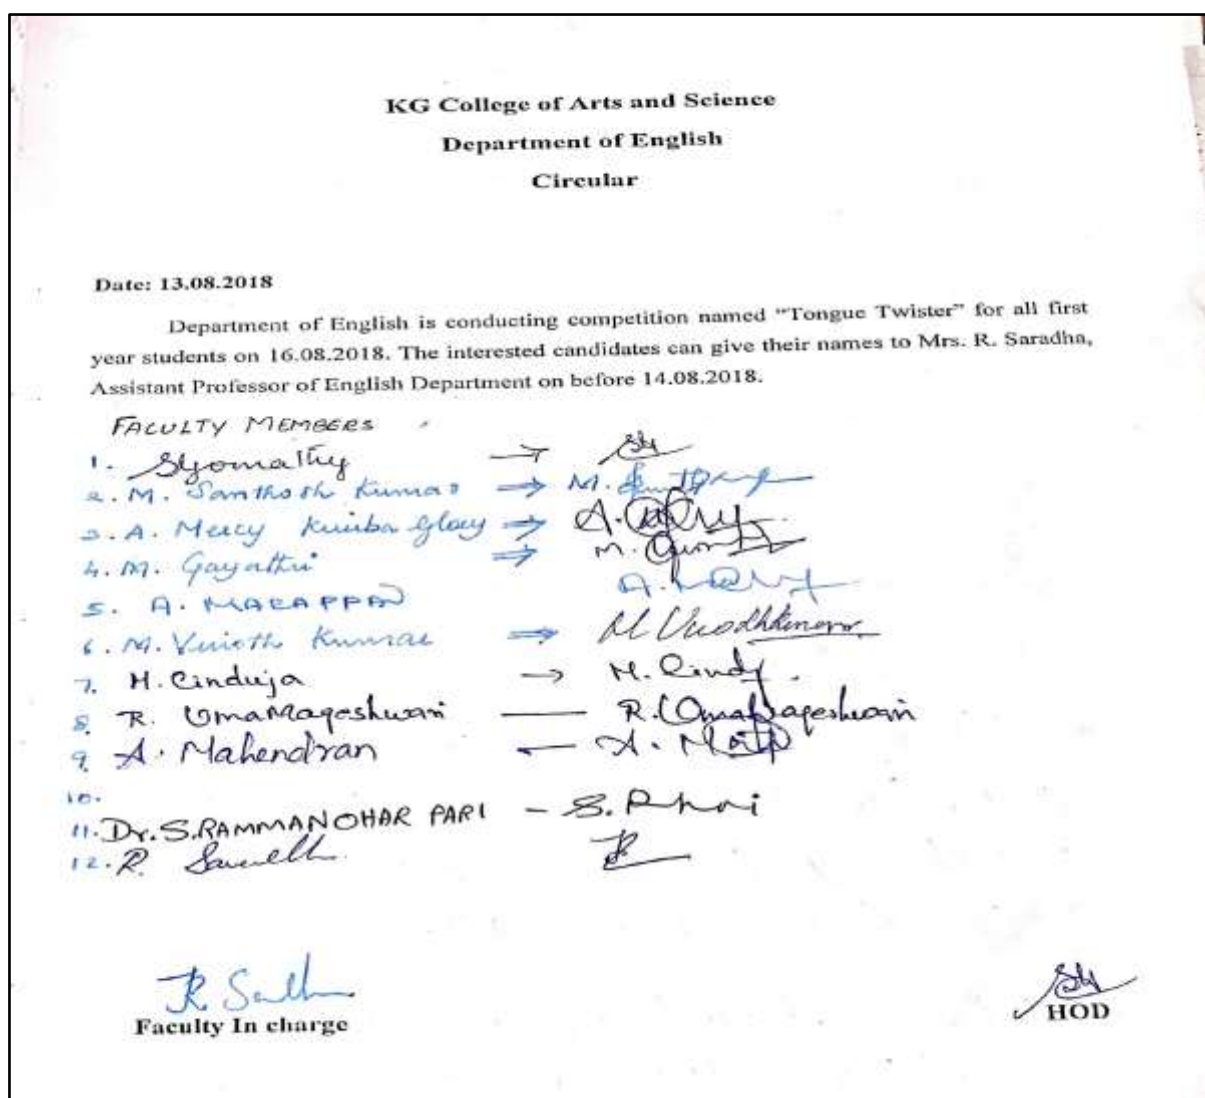 KG College of Arts and Science
Department of English
Circular
Date: 13.08.2018
Department of English is conducting competition named “Tongue Twister” for all first
year students on 16.08.2018. The interested candidates can give their names to Mrs. R. Saradha,
Assistant Professor of English Department on before 14.08.2018.
FACULTY MEMBERS
1. →
2. M. Santhosh Kumar ⇒ M.
3. A. Mercy Kiruba Glory ⇒ A.
4. M. Gayathri ⇒ M.
5. A. MARAPPAN A.
6. M. Vinoth Kumar ⇒ M Vinodhkumar
7. H. Cinduja → H. Cindy.
8. R. UmaMageshwari — R. UmaMageshwari
9. A. Mahendran — A.
10.
11. Dr. S. RAMMANOHAR PARI - S.
12. R.
R
Faculty In charge
HOD